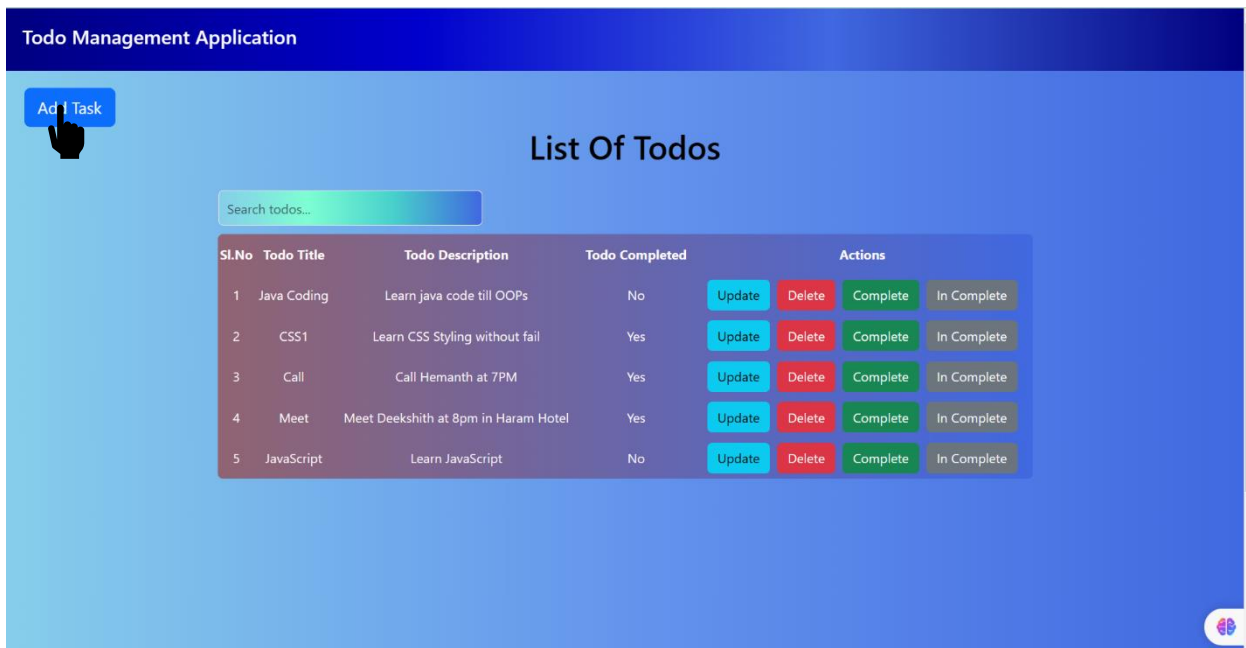 Todo Management Application
Add Task
List Of Todos
Search todos...
Sl.No Todo Title Todo Description Todo Completed Actions
1 Java Coding Learn java code till OOPs No Update Delete Complete In Complete
2 CSS1 Learn CSS Styling without fail Yes Update Delete Complete In Complete
3 Call Call Hemanth at 7PM Yes Update Delete Complete In Complete
4 Meet Meet Deekshith at 8pm in Haram Hotel Yes Update Delete Complete In Complete
5 JavaScript Learn JavaScript No Update Delete Complete In Complete